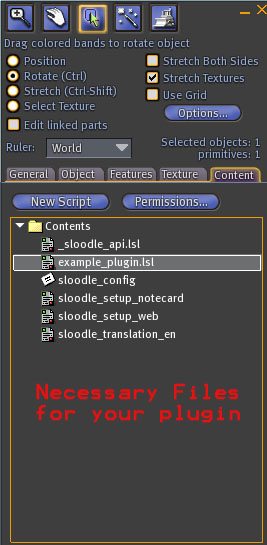 Drag colored bands to rotate object
Position
Rotate (Ctrl)
Stretch (Ctrl-Shift)
Select Texture
Edit linked parts
Stretch Both Sides
Stretch Textures
Use Grid
Options...
Ruler: World
Selected objects: 1
primitives: 1
General Object Features Texture Content
New Script Permissions...
Contents
_sloodle_api.lsl
example_plugin.lsl
sloodle_config
sloodle_setup_notecard
sloodle_setup_web
sloodle_translation_en
Necessary Files
for your plugin